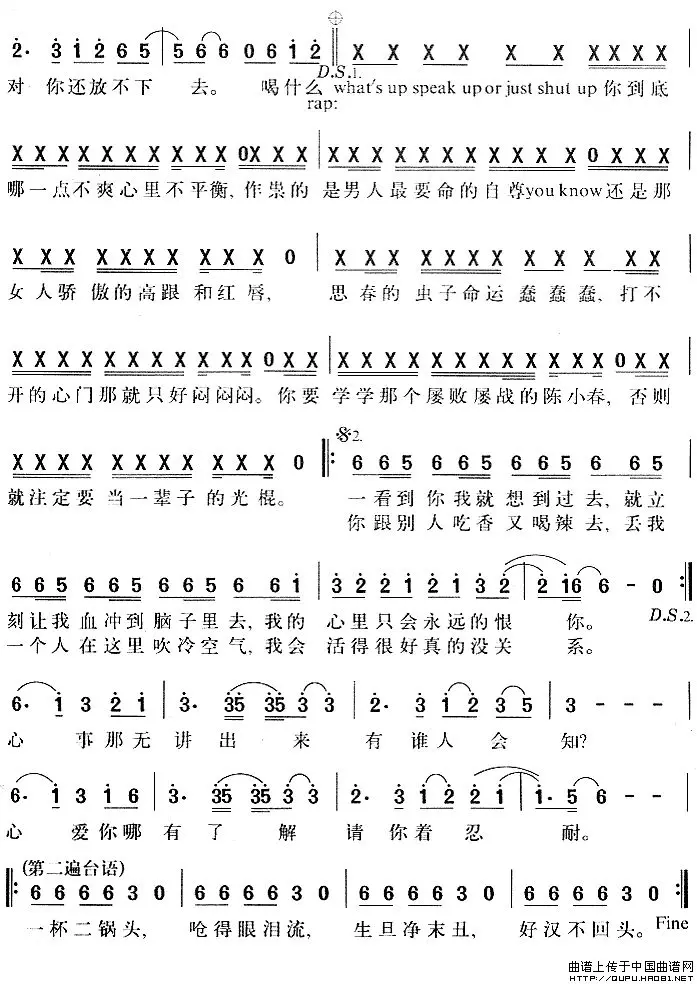 2· 3 1 2 6 5 5 6 6 0 6 1 2 X X X X X X X X X
D.S.1.
对 你还放不下 去。 喝什么 what's up speak up or just shut up 你到底
rap:
X X X X X X X X X X X 0 X X X X X X X X X X X X X 0 X X X
哪一点不爽心里不平衡,作祟的 是男人最要命的自尊you know还是那
X X X X X X X X X X 0 X X X X X X X X X 0 X X
女人骄傲的高跟和红唇, 思春的虫子命运蠢蠢蠢,打不
X X X X X X X X X X X 0 X X X X X X X X X X X X X X 0 X X
开的心门那就只好闷闷闷。你要 学学那个屡败屡战的陈小春,否则
2.
X X X X X X X X X X X 0 6 6 5 6 6 5 6 6 5 6 6 6 5
就注定要当一辈子的光棍。 一看到你我就想到过去,就立
你跟别人吃香又喝辣去,丢我
6 6 5 6 6 5 6 6 5 6 6 1 3 2 2 1 2 1 3 2 2 1 6 6 – 0
刻让我血冲到脑子里去,我的 心里只会永远的恨 你。
D.S.2.
一个人在这里吹冷空气,我会 活得很好真的没关 系。
6· 1 3 2 1 3· 3 5 3 5 3 3 2· 3 1 2 3 5 3 – – –
心 事那无讲出 来 有谁人会 知?
6· 1 3 1 6 3· 3 5 3 5 3 3 2· 3 1 2 2 1 1· 5 6 – –
心 爱你哪有了 解 请你着忍 耐。
(第二遍台语)
6 6 6 6 3 0 6 6 6 6 3 0 6 6 6 6 3 0 6 6 6 6 3 0
一杯二锅头, 呛得眼泪流, 生旦净末丑, 好汉不回头。 Fine
曲谱上传于中国曲谱网
www.QUPU.HAO81.NET